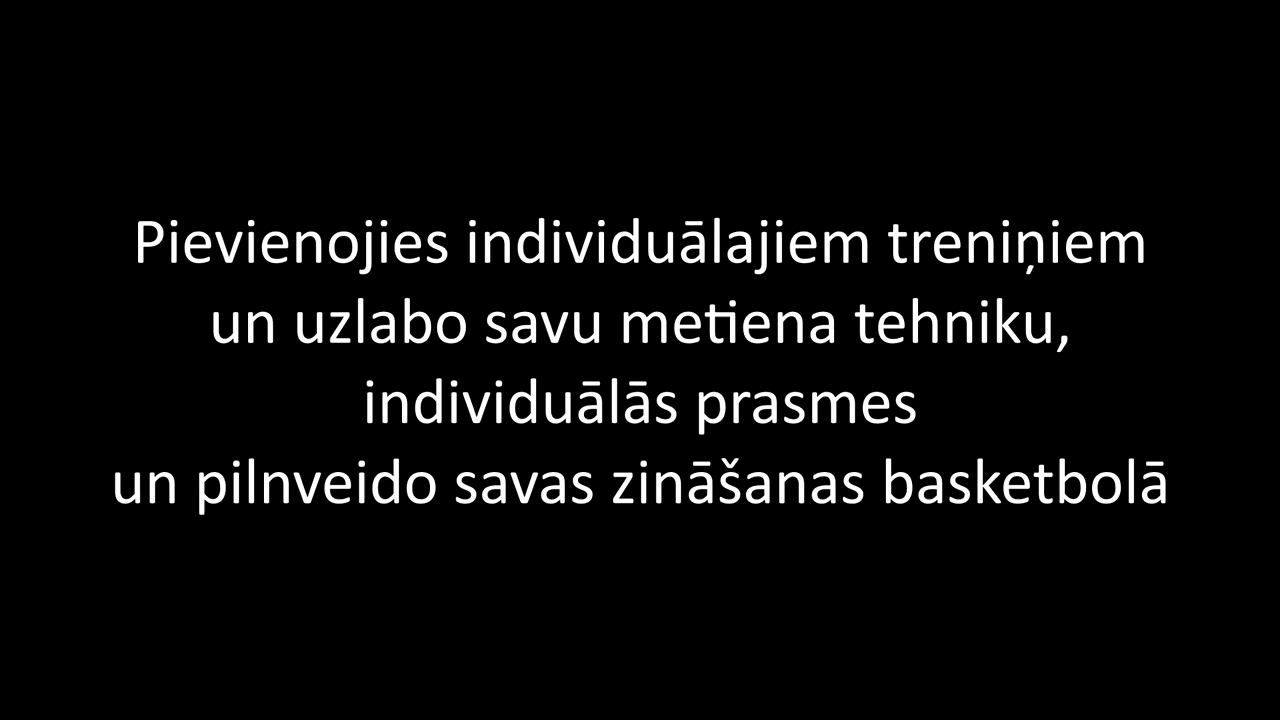 Pievienojies individuālajiem treniņiem
un uzlabo savu metiena tehniku,
individuālās prasmes
un pilnveido savas zināšanas basketbolā